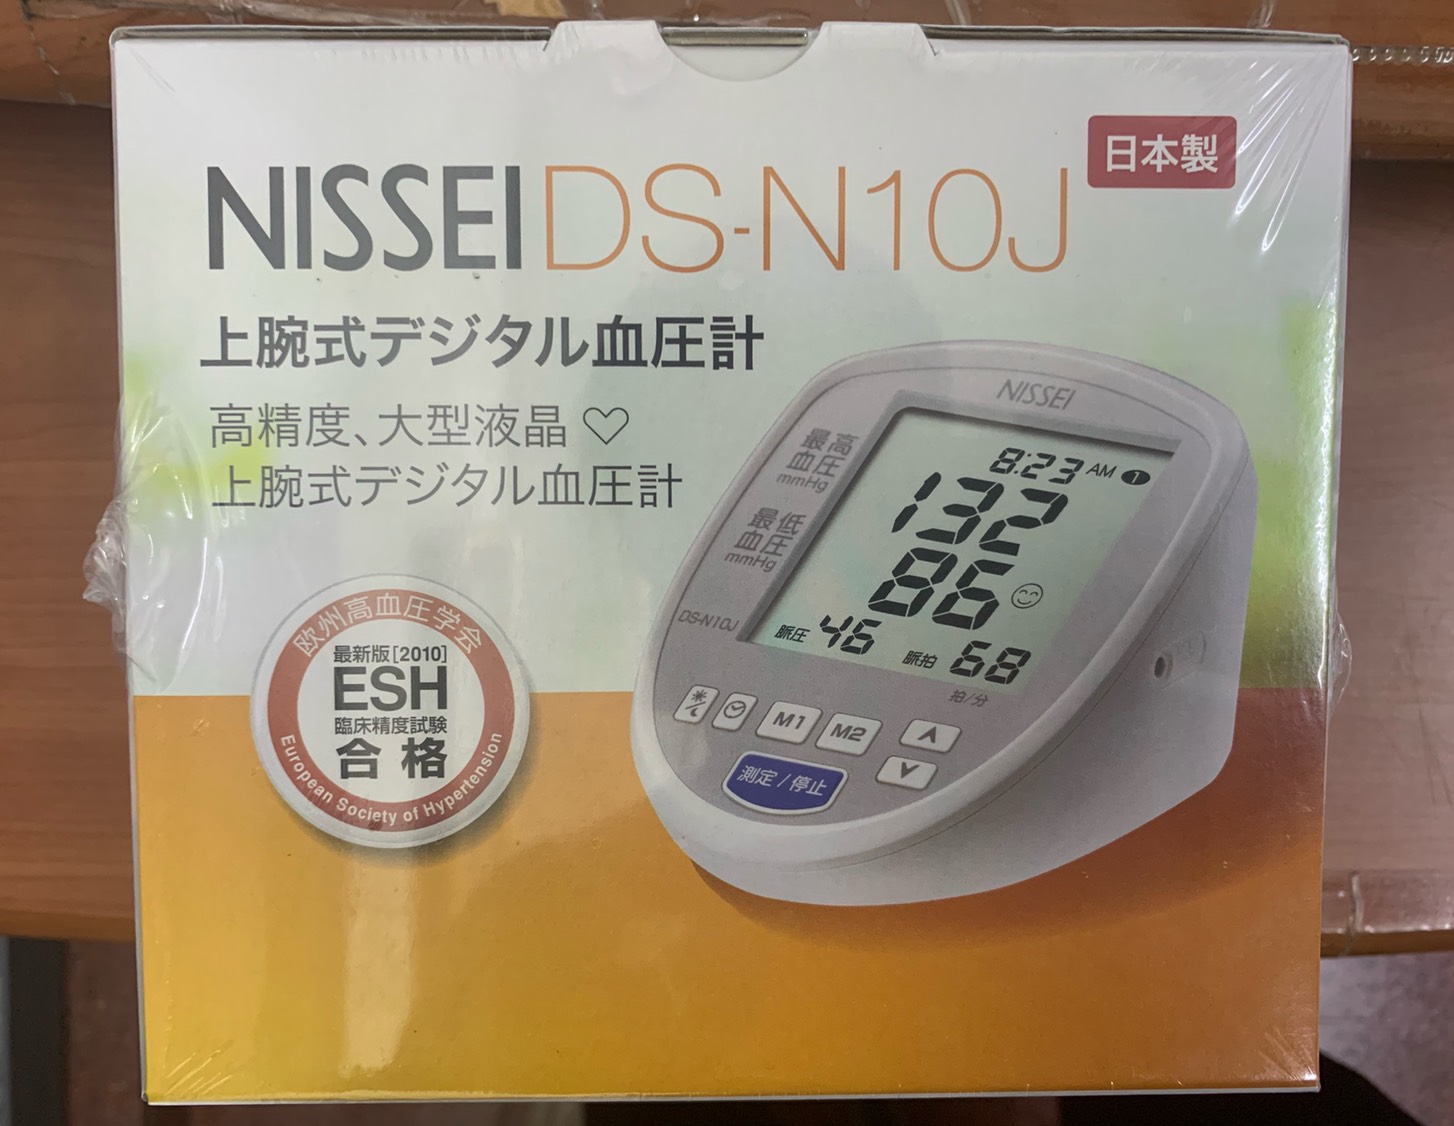 NISSEI DS-N10J
日本製
上腕式デジタル血圧計
高精度、大型液晶♡
上腕式デジタル血圧計
欧州高血圧学会
最新版[2010]
ESH
臨床精度試験
合格
European Society of Hypertension
NISSEI
最高
血圧
mmHg
最低
血圧
mmHg
DS-N10J
8:23 AM 1
132
86
脈圧 46 脈拍 68
拍/分
M1 M2
測定/停止